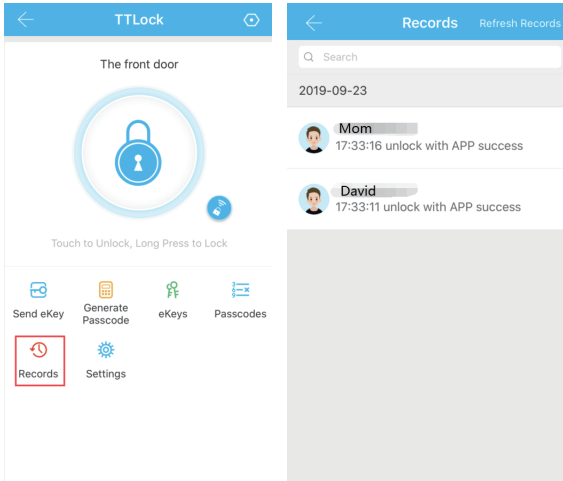 TTLock
The front door
Touch to Unlock, Long Press to Lock
Send eKey
Generate
Passcode
eKeys
Passcodes
Records
Settings
Records
Refresh Records
Search
2019-09-23
Mom
17:33:16 unlock with APP success
David
17:33:11 unlock with APP success